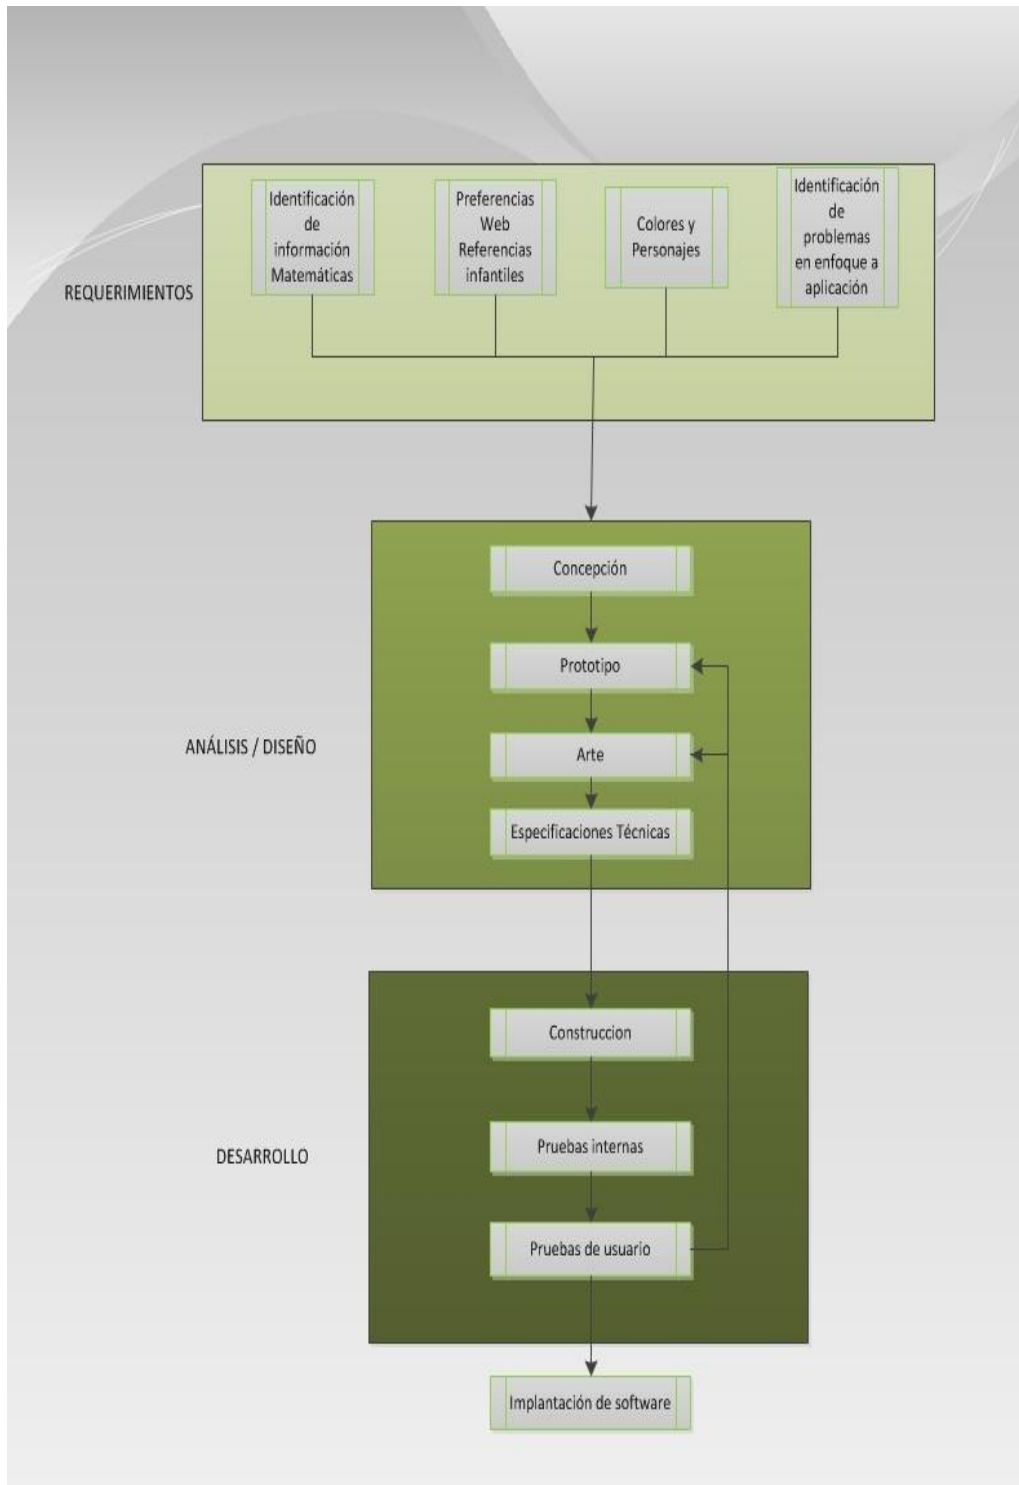 REQUERIMIENTOS
Identificación
de
información
Matemáticas
Preferencias
Web
Referencias
infantiles
Colores y
Personajes
Identificación
de
problemas
en enfoque a
aplicación
ANÁLISIS / DISEÑO
Concepción
Prototipo
Arte
Especificaciones Técnicas
DESARROLLO
Construccion
Pruebas internas
Pruebas de usuario
Implantación de software